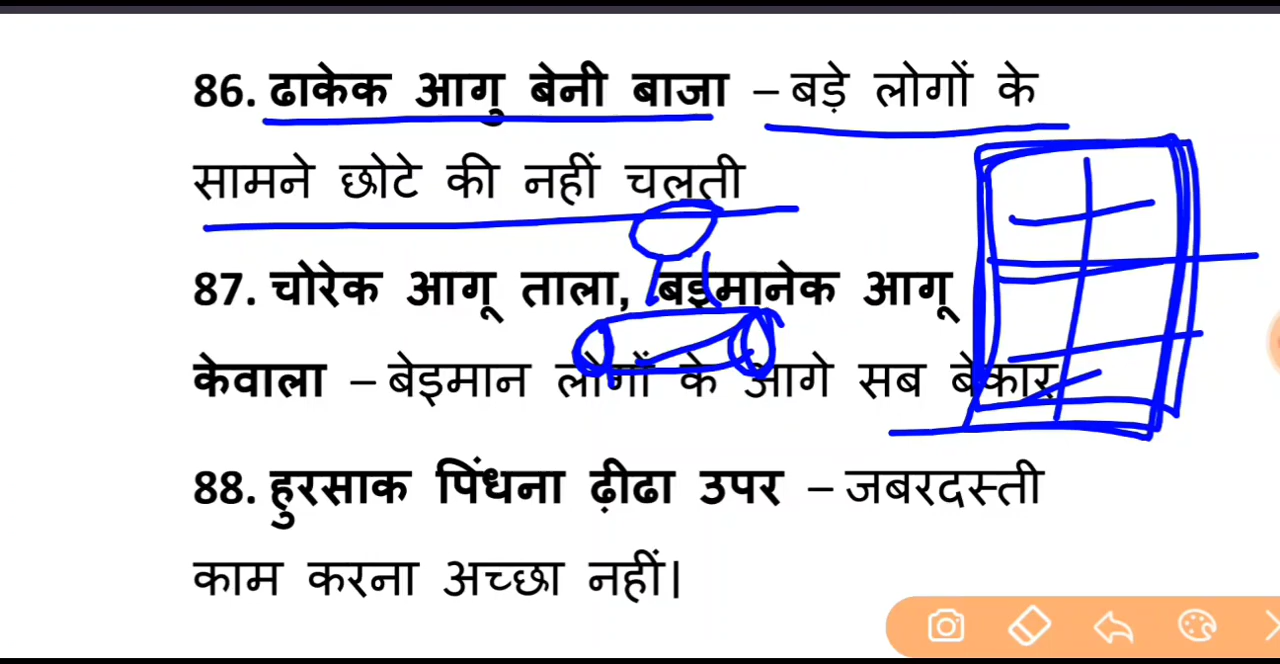 86. ढाकेक आगु बेनी बाजा – बड़े लोगों के
सामने छोटे की नहीं चलती
87. चोरेक आगू ताला, बइमानेक आगू
केवाला – बेइमान लोगों के आगे सब बेकार
88. हुरसाक पिंधना ढ़ीढा उपर – जबरदस्ती
काम करना अच्छा नहीं।